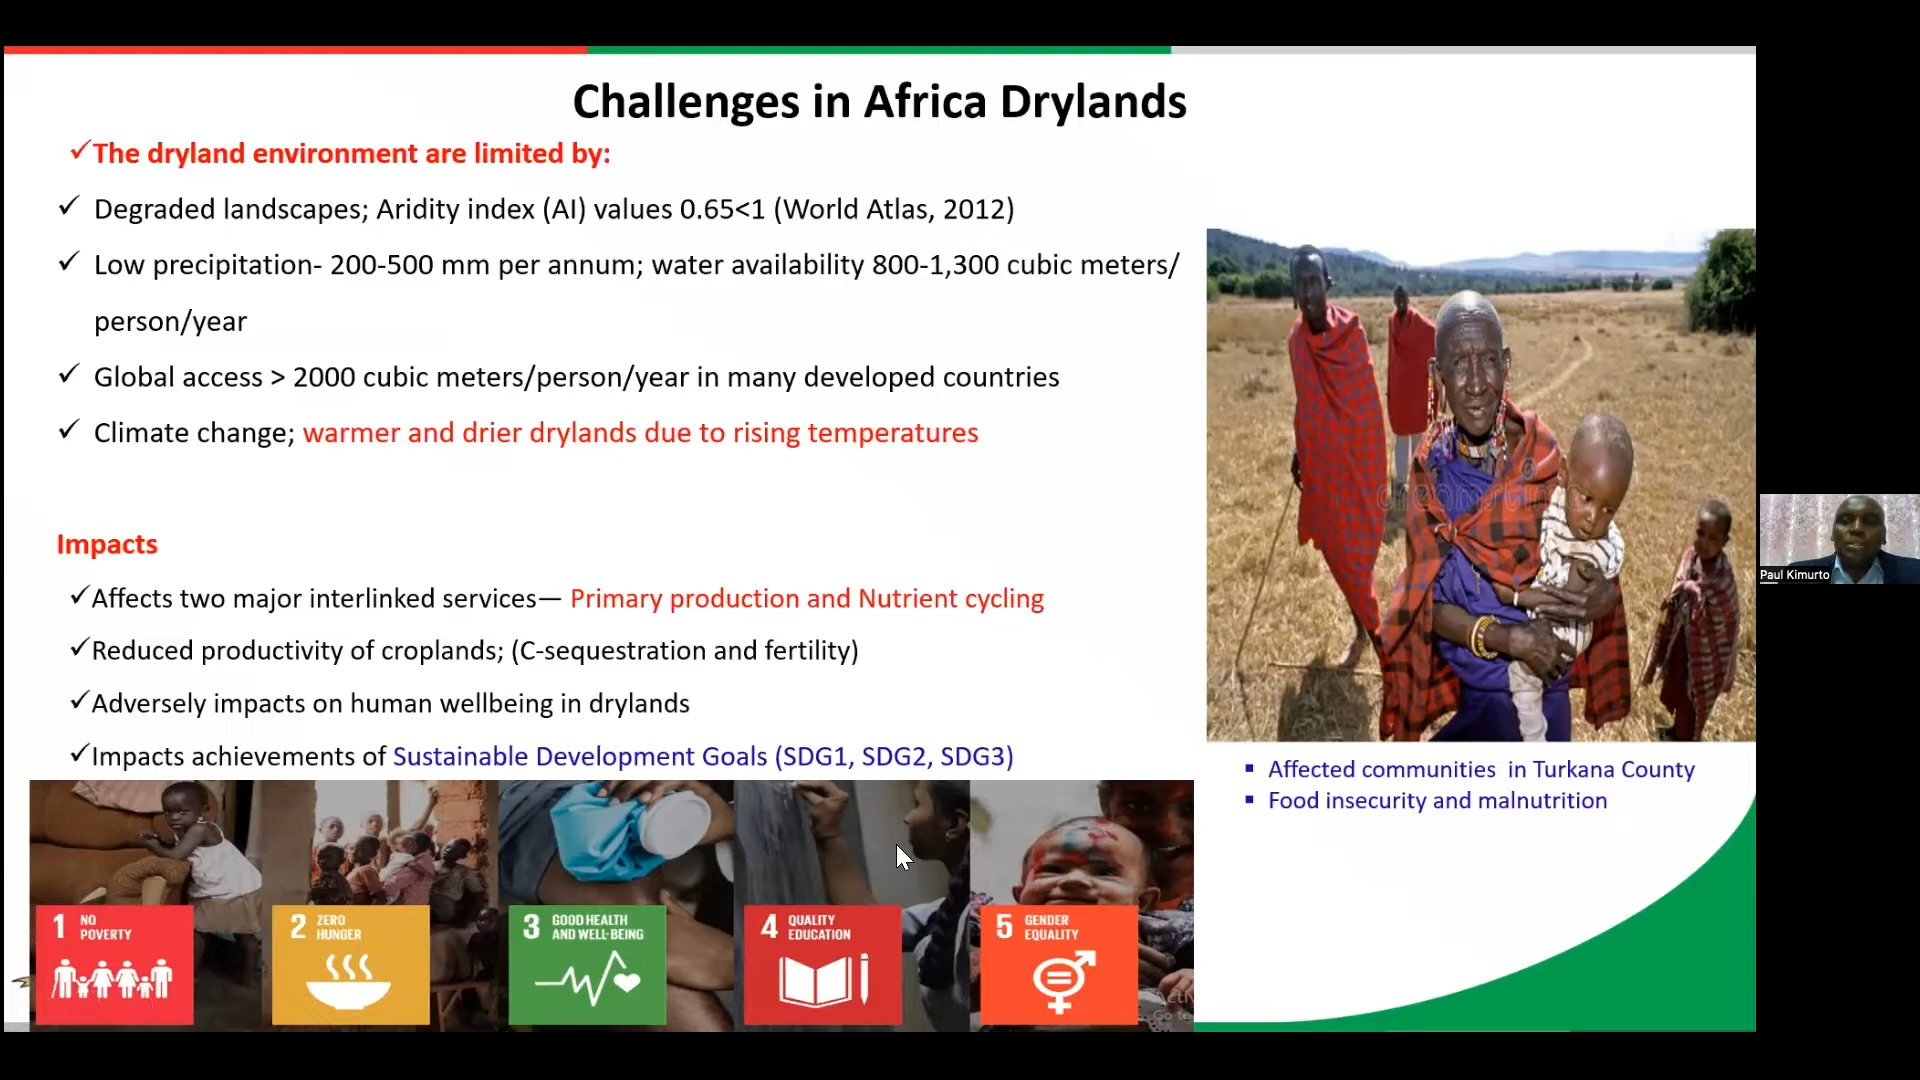 Challenges in Africa Drylands
✓The dryland environment are limited by:
✓ Degraded landscapes; Aridity index (AI) values 0.65<1 (World Atlas, 2012)
✓ Low precipitation- 200-500 mm per annum; water availability 800-1,300 cubic meters/
person/year
✓ Global access > 2000 cubic meters/person/year in many developed countries
✓ Climate change; warmer and drier drylands due to rising temperatures
Impacts
✓Affects two major interlinked services— Primary production and Nutrient cycling
✓Reduced productivity of croplands; (C-sequestration and fertility)
✓Adversely impacts on human wellbeing in drylands
✓Impacts achievements of Sustainable Development Goals (SDG1, SDG2, SDG3)
dreamstime
▪ Affected communities in Turkana County
▪ Food insecurity and malnutrition
Paul Kimurto
1 NO
POVERTY
2 ZERO
HUNGER
3 GOOD HEALTH
AND WELL-BEING
4 QUALITY
EDUCATION
5 GENDER
EQUALITY